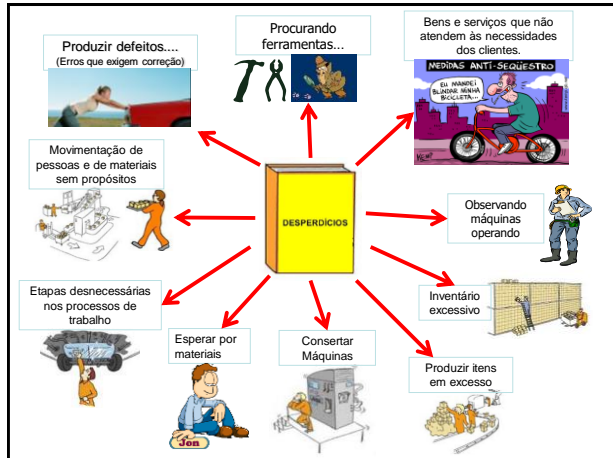 Produzir defeitos....
(Erros que exigem correção)
Procurando
ferramentas...
Bens e serviços que não
atendem às necessidades
dos clientes.
MEDIDAS ANTI-SEQÜESTRO
EU MANDEI
BLINDAR MINHA
BICICLETA...
Movimentação de
pessoas e de materiais
sem propósitos
DESPERDÍCIOS
Observando
máquinas
operando
Etapas desnecessárias
nos processos de
trabalho
Esperar por
materiais
Jon
Consertar
Máquinas
Inventário
excessivo
Produzir itens
em excesso